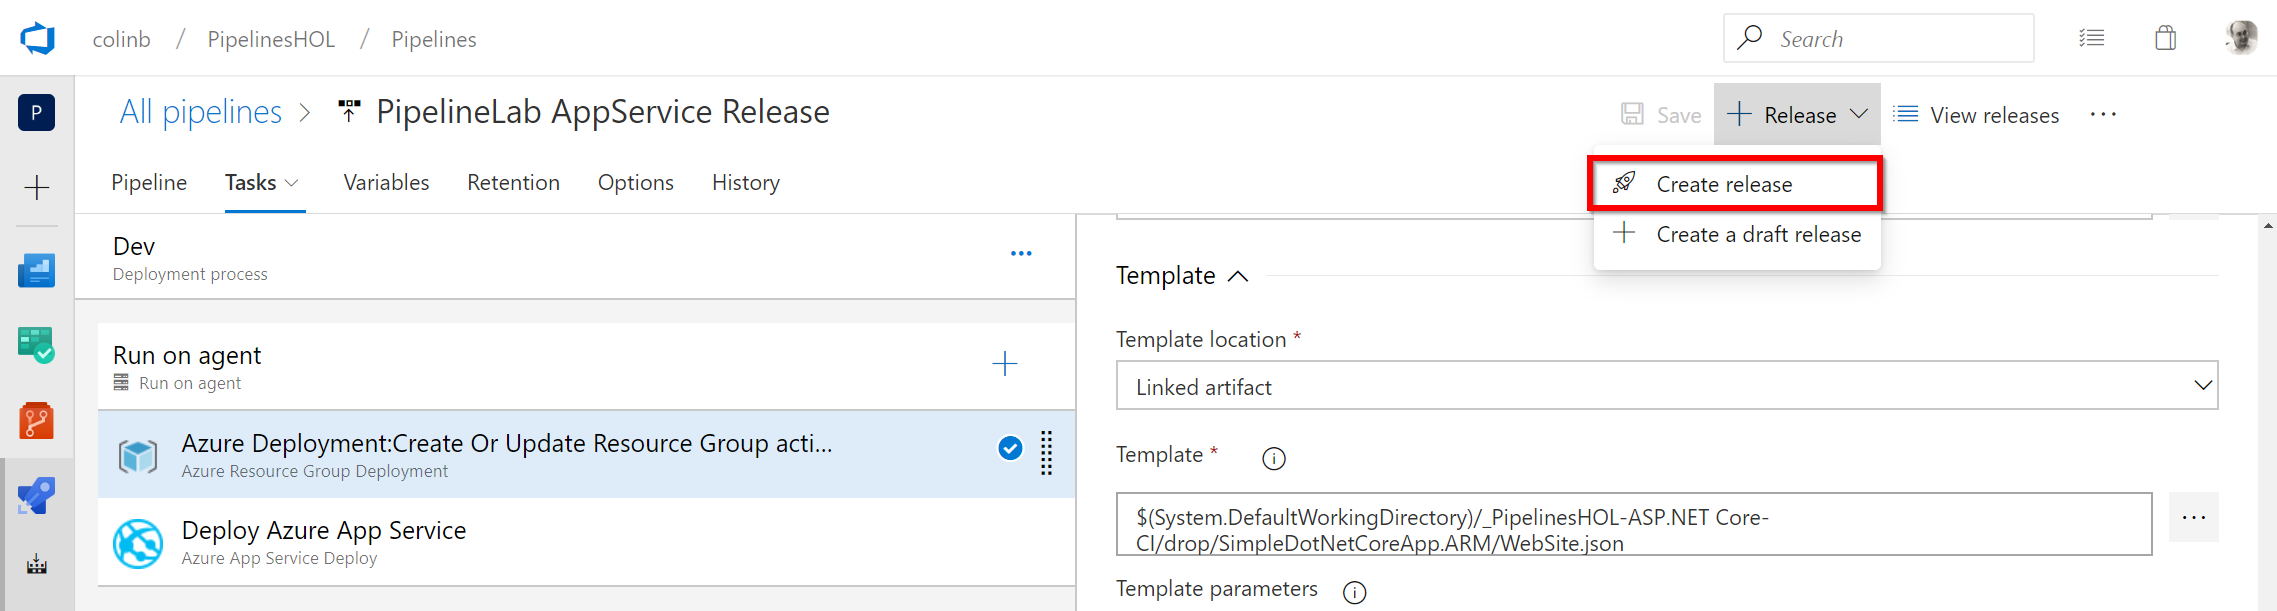 colinb / PipelinesHOL / Pipelines
Search
P
All pipelines > PipelineLab AppService Release
Save
+ Release
View releases
...
Pipeline Tasks Variables Retention Options History
Create release
Create a draft release
Dev
Deployment process
...
Run on agent
Run on agent
Azure Deployment:Create Or Update Resource Group acti...
Azure Resource Group Deployment
Deploy Azure App Service
Azure App Service Deploy
Template
Template location *
Linked artifact
Template *
$(System.DefaultWorkingDirectory)/_PipelinesHOL-ASP.NET Core-
CI/drop/SimpleDotNetCoreApp.ARM/WebSite.json
...
Template parameters